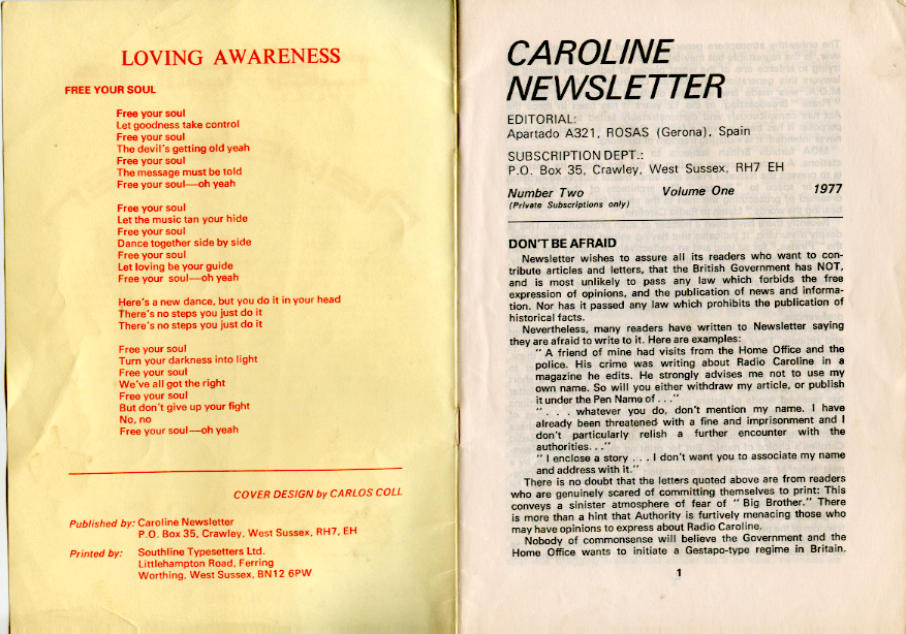 LOVING AWARENESS
FREE YOUR SOUL
Free your soul
Let goodness take control
Free your soul
The devil's getting old yeah
Free your soul
The message must be told
Free your soul—oh yeah
Free your soul
Let the music tan your hide
Free your soul
Dance together side by side
Free your soul
Let loving be your guide
Free your soul—oh yeah
Here's a new dance, but you do it in your head
There's no steps you just do it
There's no steps you just do it
Free your soul
Turn your darkness into light
Free your soul
We've all got the right
Free your soul
But don't give up your fight
No, no
Free your soul—oh yeah
COVER DESIGN by CARLOS COLL
Published by: Caroline Newsletter
P.O. Box 35, Crawley, West Sussex, RH7, EH
Printed by: Southline Typesetters Ltd.
Littlehampton Road, Ferring
Worthing, West Sussex, BN12 6PW
CAROLINE
NEWSLETTER
EDITORIAL:
Apartado A321, ROSAS (Gerona), Spain
SUBSCRIPTION DEPT.:
P.O. Box 35, Crawley, West Sussex, RH7 EH
Number Two Volume One 1977
(Private Subscriptions only)
DON'T BE AFRAID
Newsletter wishes to assure all its readers who want to con-
tribute articles and letters, that the British Government has NOT,
and is most unlikely to pass any law which forbids the free
expression of opinions, and the publication of news and informa-
tion. Nor has it passed any law which prohibits the publication of
historical facts.
Nevertheless, many readers have written to Newsletter saying
they are afraid to write to it. Here are examples:
" A friend of mine had visits from the Home Office and the
police. His crime was writing about Radio Caroline in a
magazine he edits. He strongly advises me not to use my
own name. So will you either withdraw my article, or publish
it under the Pen Name of . . ."
" . . . whatever you do, don't mention my name. I have
already been threatened with a fine and imprisonment and I
don't particularly relish a further encounter with the
authorities. . ."
" I enclose a story . . . I don't want you to associate my name
and address with it."
There is no doubt that the letters quoted above are from readers
who are genuinely scared of committing themselves to print: This
conveys a sinister atmosphere of fear of " Big Brother." There
is more than a hint that Authority is furtively menacing those who
may have opinions to express about Radio Caroline.
Nobody of commonsense will believe the Government and the
Home Office wants to initiate a Gestapo-type regime in Britain.
1